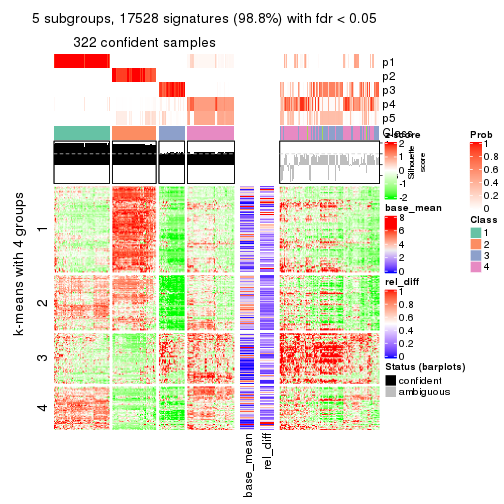 5 subgroups, 17528 signatures (98.8%) with fdr < 0.05
322 confident samples
p1
p2
p3
p4
p5
Class
z-score
2
1
0
-1
-2
Silhouette
score
Prob
1
0.8
0.6
0.4
0.2
0
base_mean
8
6
4
2
0
Class
1
2
3
4
rel_diff
1
0.8
0.6
0.4
0.2
0
Status (barplots)
confident
ambiguous
k-means with 4 groups
1
2
3
4
base_mean
rel_diff